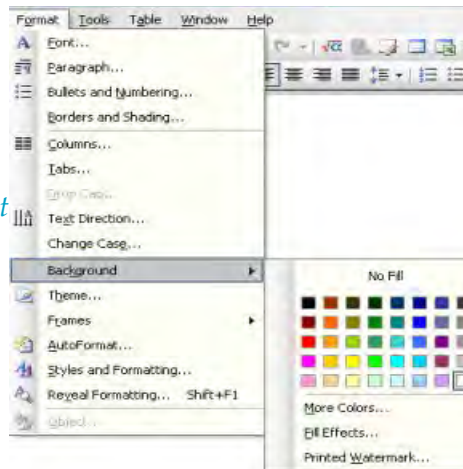 Format Tools Table Window Help
Font...
Paragraph...
Bullets and Numbering...
Borders and Shading...
Columns...
Tabs...
Drop Cap...
t
Text Direction...
Change Case...
Background
No Fill
Theme...
Frames
AutoFormat...
Styles and Formatting...
Reveal Formatting... Shift+F1
Object...
More Colors...
Fill Effects...
Printed Watermark...